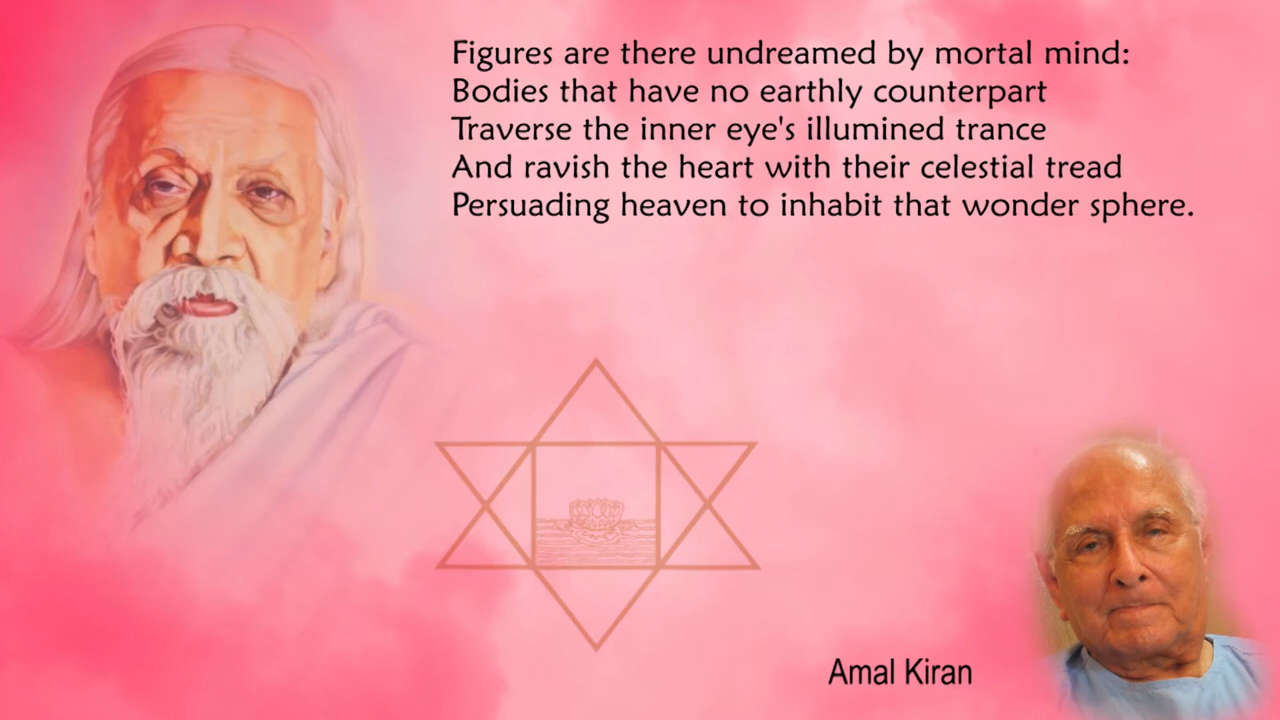 Figures are there undreamed by mortal mind:
Bodies that have no earthly counterpart
Traverse the inner eye's illumined trance
And ravish the heart with their celestial tread
Persuading heaven to inhabit that wonder sphere.
Amal Kiran